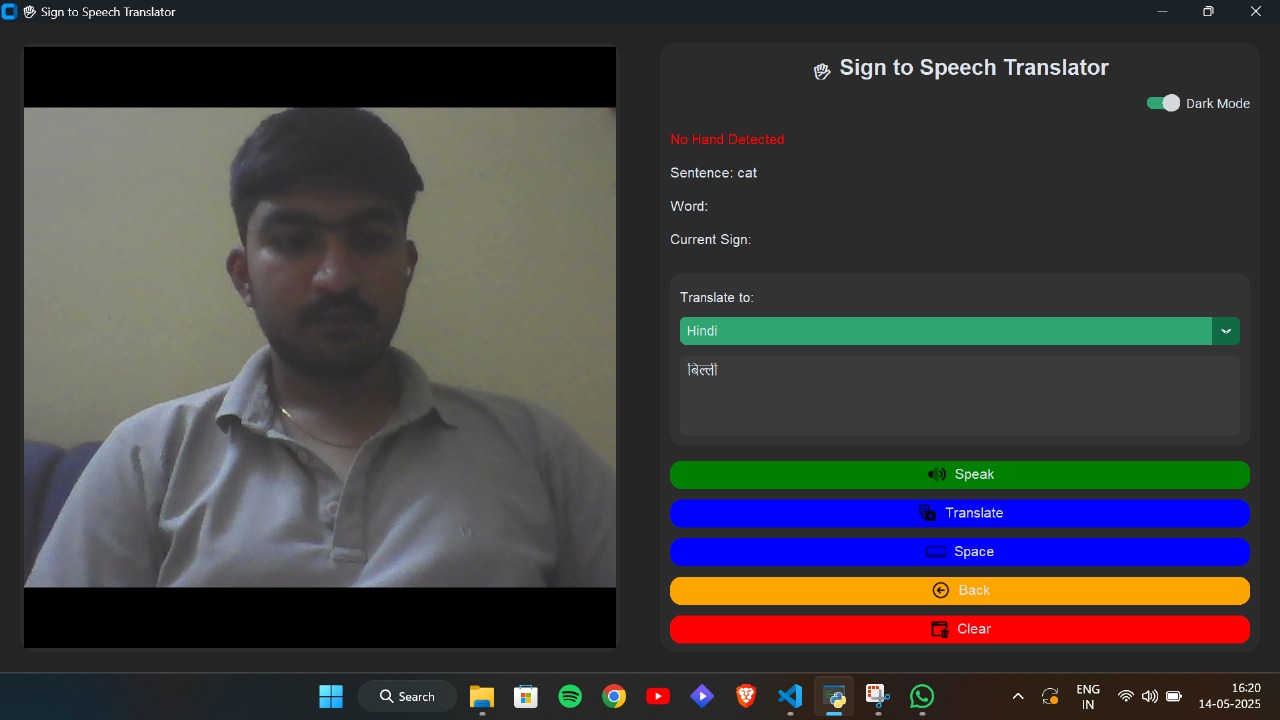 Sign to Speech Translator
Sign to Speech Translator
Dark Mode
No Hand Detected
Sentence: cat
Word:
Current Sign:
Translate to:
Hindi
बिल्ली
Speak
Translate
Space
Back
Clear
Search
ENG
IN
16:20
14-05-2025